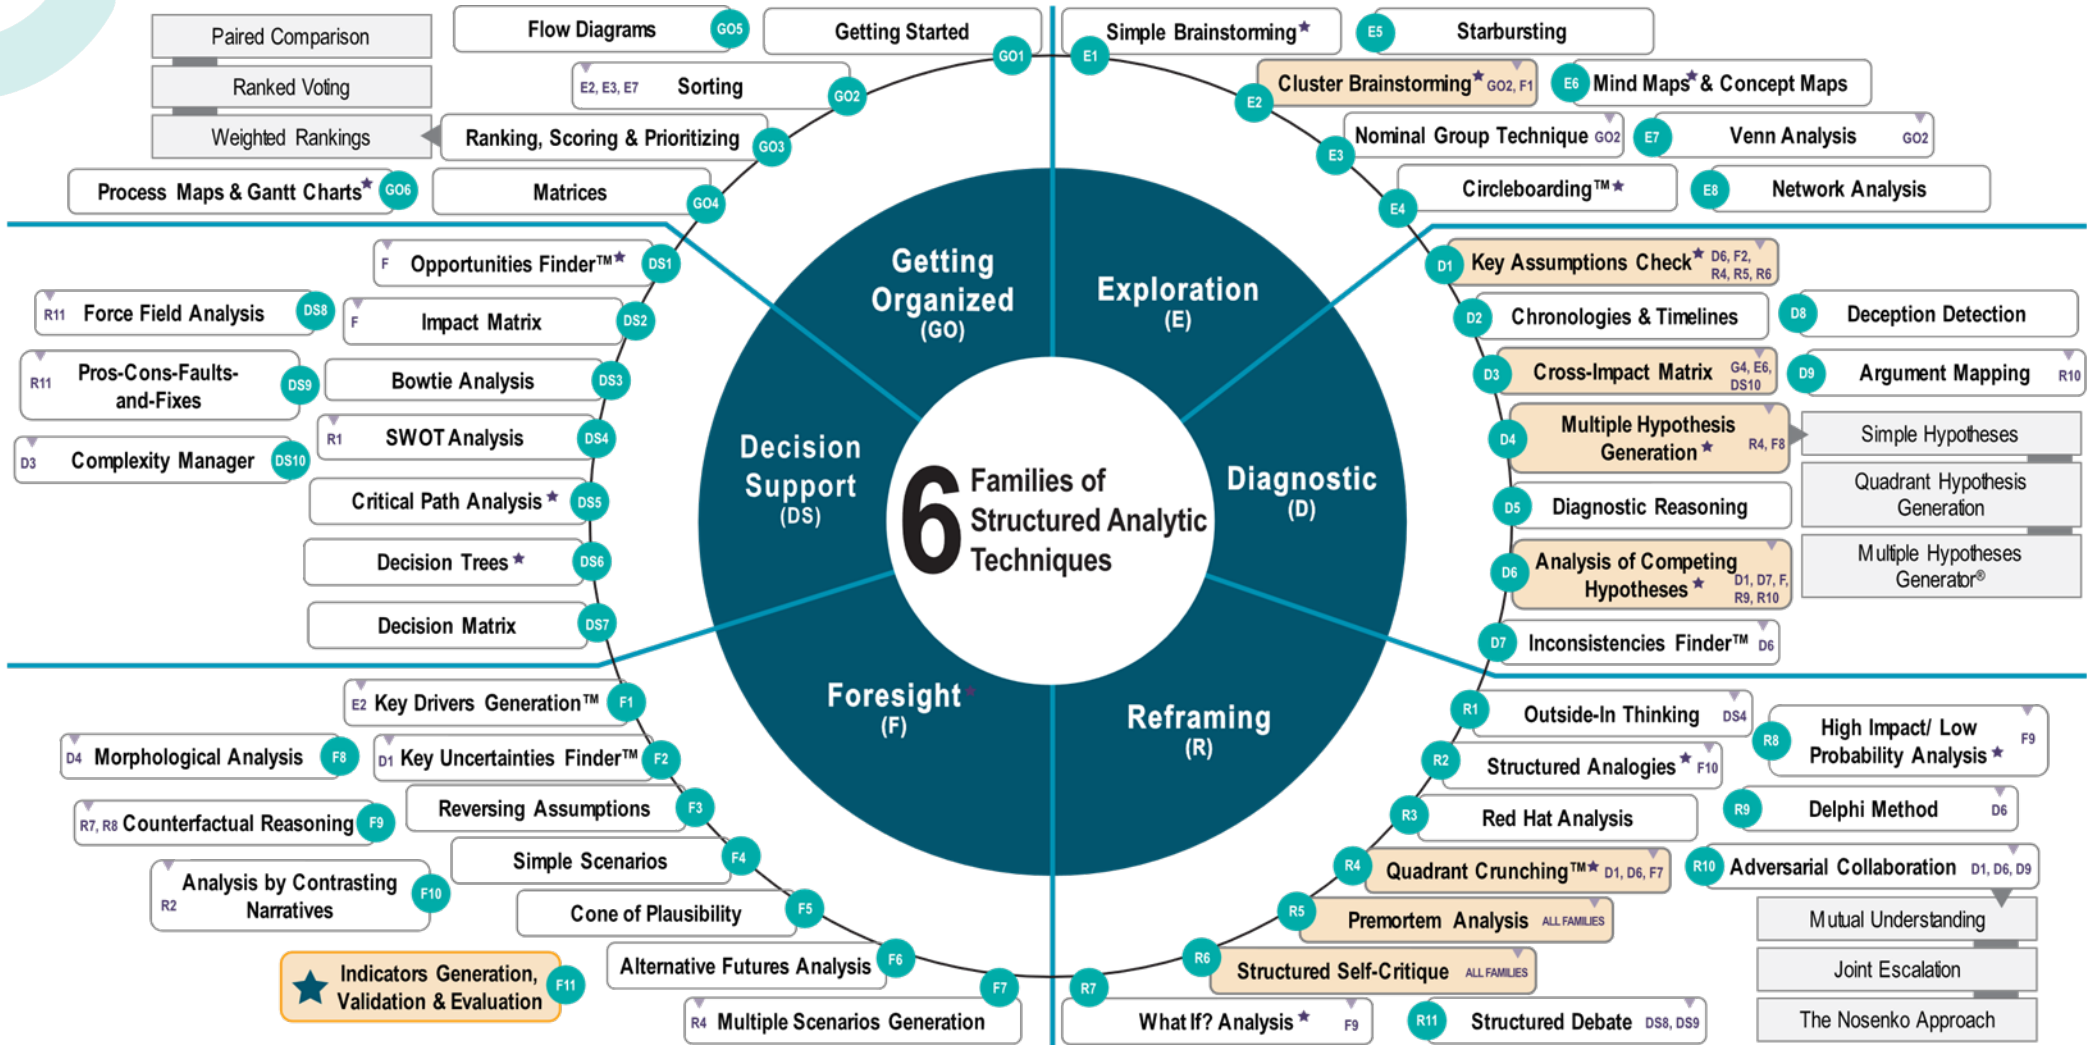 Paired Comparison
Ranked Voting
Weighted Rankings
Flow Diagrams
GO5
Getting Started
GO1
E2, E3, E7
Sorting
GO2
Ranking, Scoring & Prioritizing
GO3
Process Maps & Gantt Charts★
GO6
Matrices
GO4
E1
Simple Brainstorming★
E5
Starbursting
E2
Cluster Brainstorming★
GO2, F1
E6
Mind Maps★ & Concept Maps
E3
Nominal Group Technique
GO2
E7
Venn Analysis
GO2
E4
Circleboarding™★
E8
Network Analysis
F
Opportunities Finder™★
DS1
R11
Force Field Analysis
DS8
F
Impact Matrix
DS2
R11
Pros-Cons-Faults-
and-Fixes
DS9
Bowtie Analysis
DS3
R1
SWOT Analysis
DS4
D3
Complexity Manager
DS10
Critical Path Analysis★
DS5
Decision Trees★
DS6
Decision Matrix
DS7
Getting
Organized
(GO)
Exploration
(E)
Decision
Support
(DS)
Diagnostic
(D)
6
Families of
Structured Analytic
Techniques
Foresight★
(F)
Reframing
(R)
D1
Key Assumptions Check★
D6, F2,
R4, R5, R6
D2
Chronologies & Timelines
D8
Deception Detection
D3
Cross-Impact Matrix
G4, E6,
DS10
D9
Argument Mapping
R10
D4
Multiple Hypothesis
Generation★
R4, F8
Simple Hypotheses
Quadrant Hypothesis
Generation
Multiple Hypotheses
Generator®
D5
Diagnostic Reasoning
D6
Analysis of Competing
Hypotheses★
D1, D7, F,
R9, R10
D7
Inconsistencies Finder™
D6
E2
Key Drivers Generation™
F1
D4
Morphological Analysis
F8
D1
Key Uncertainties Finder™
F2
R7, R8
Counterfactual Reasoning
F9
Reversing Assumptions
F3
Simple Scenarios
F4
R2
Analysis by Contrasting
Narratives
F10
Cone of Plausibility
F5
★
Indicators Generation,
Validation & Evaluation
F11
Alternative Futures Analysis
F6
R4
Multiple Scenarios Generation
F7
R1
Outside-In Thinking
DS4
R8
High Impact/ Low
Probability Analysis★
F9
R2
Structured Analogies★
F10
R3
Red Hat Analysis
R9
Delphi Method
D6
R4
Quadrant Crunching™★
D1, D6, F7
R10
Adversarial Collaboration
D1, D6, D9
Mutual Understanding
Joint Escalation
The Nosenko Approach
R5
Premortem Analysis
ALL FAMILIES
R6
Structured Self-Critique
ALL FAMILIES
R7
What If? Analysis★
F9
R11
Structured Debate
DS8, DS9